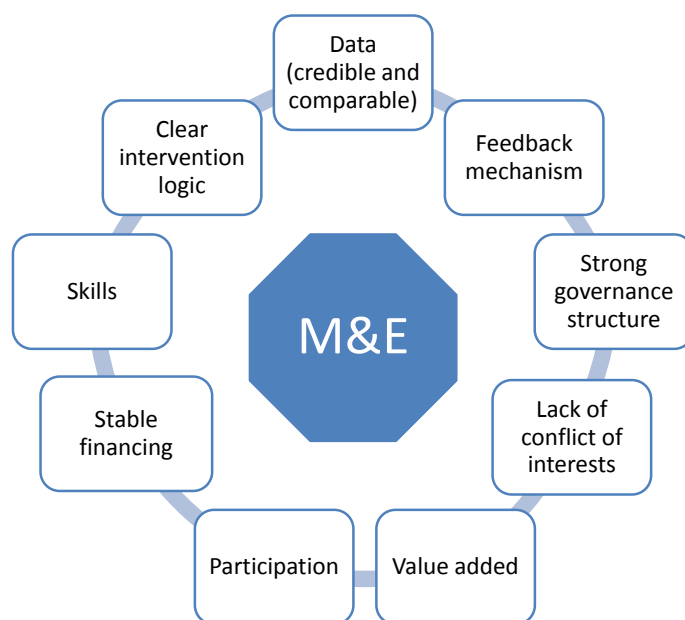 Data
(credible and
comparable)
Feedback
mechanism
Strong
governance
structure
Lack of
conflict of
interests
Value added
Participation
Stable
financing
Skills
Clear
intervention
logic
M&E